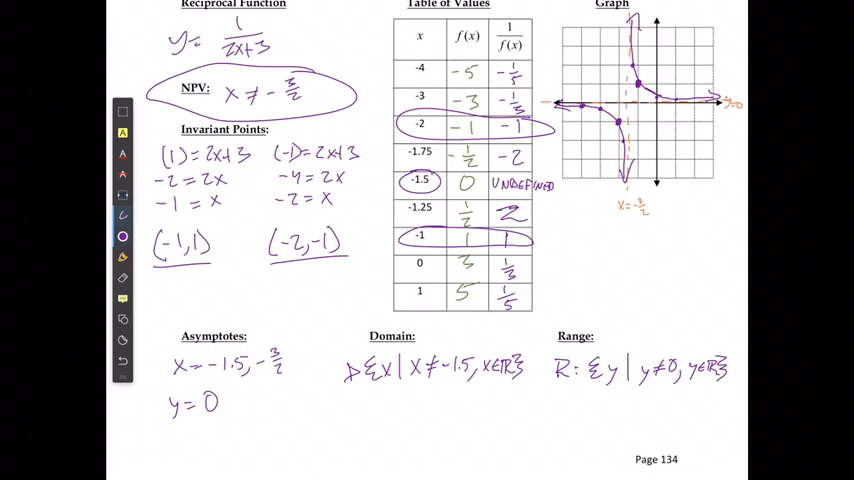 Reciprocal Function
y = 1/(2x+3)
NPV: x ≠ -3/2
Invariant Points:
(1) = 2x+3 (-1) = 2x+3
-2 = 2x -4 = 2x
-1 = x -2 = x
(-1, 1) (-2, -1)
Table of Values
x f(x) 1/f(x)
-4 -5 -1/5
-3 -3 -1/3
-2 -1 -1
-1.75 -1/2 -2
-1.5 0 UNDEFINED
-1.25 1/2 2
-1 1 1
0 3 1/3
1 5 1/5
Graph
y=0
x=-3/2
Asymptotes:
x = -1.5, -3/2
y = 0
Domain:
D {x | x ≠ -1.5, x∈ℝ}
Range:
R: {y | y ≠ 0, y∈ℝ}
Page 134